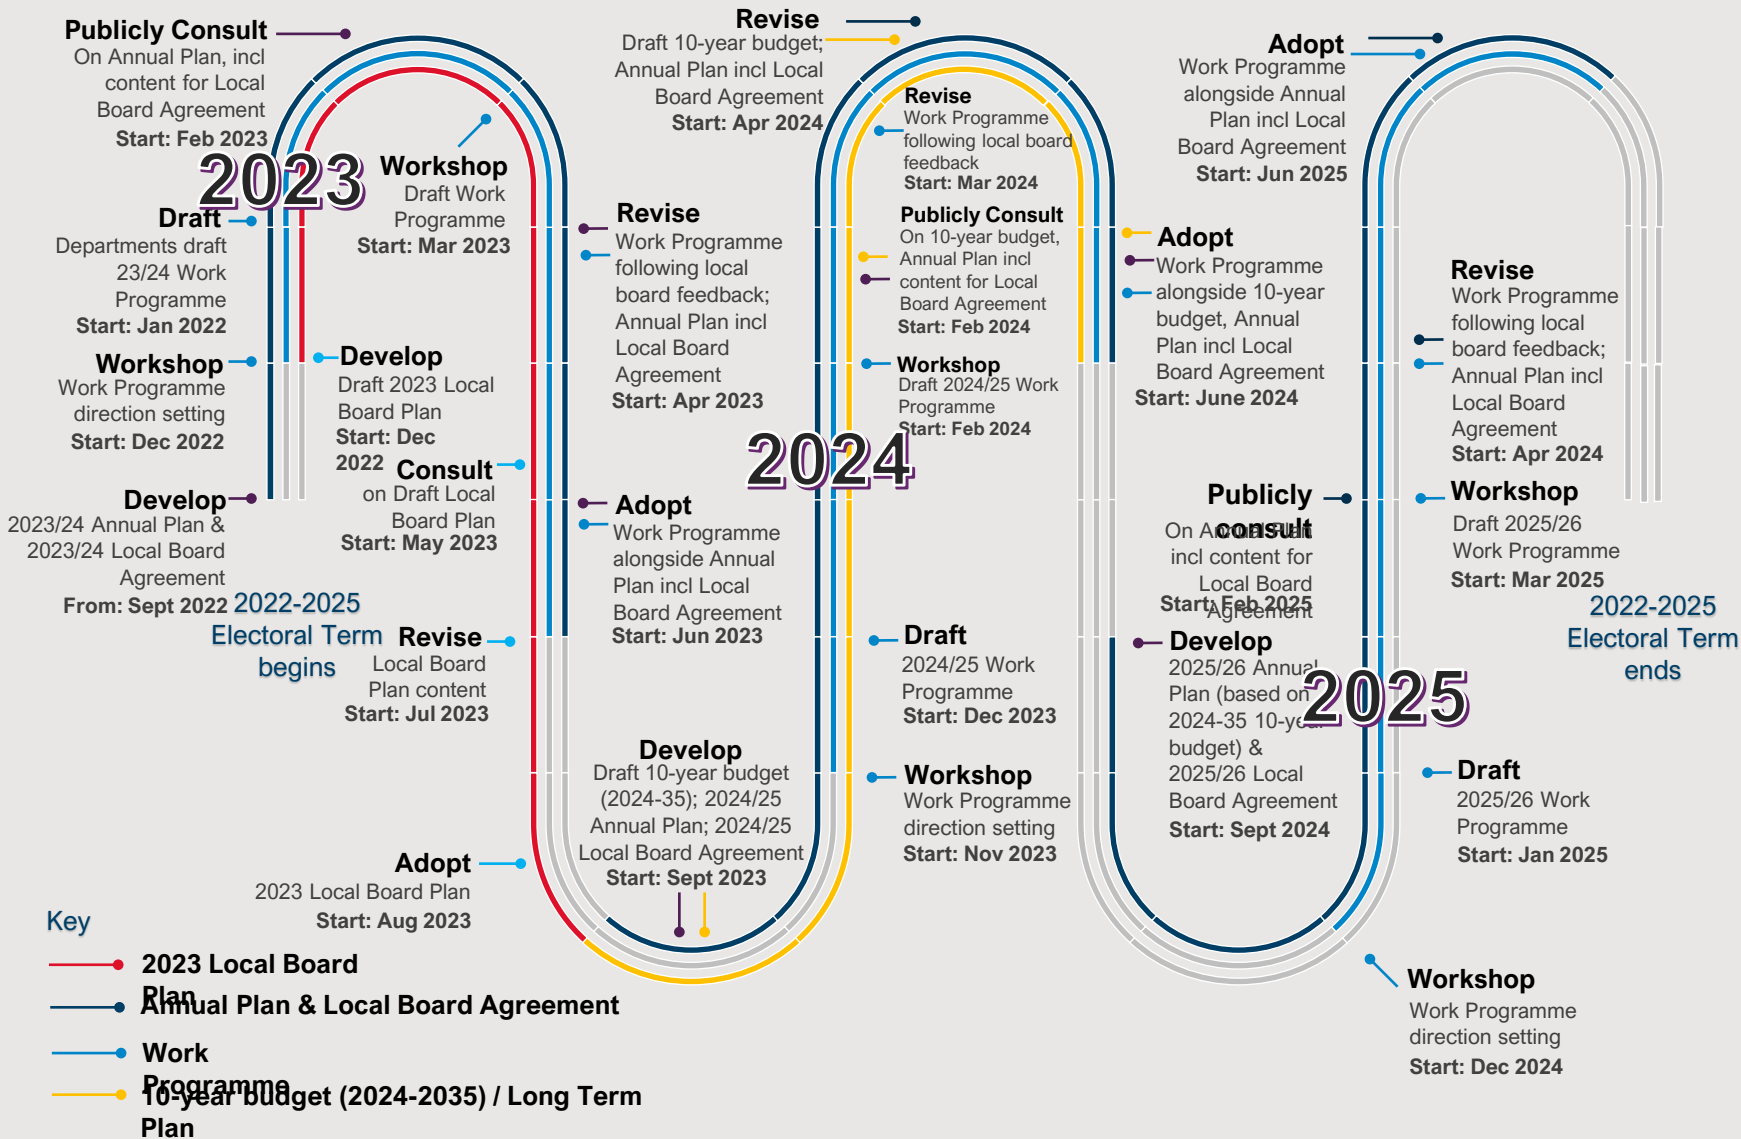 Publicly Consult
On Annual Plan, incl
content for Local
Board Agreement
Start: Feb 2023
2023
Draft
Departments draft
23/24 Work
Programme
Start: Jan 2022
Workshop
Work Programme
direction setting
Start: Dec 2022
Develop
2023/24 Annual Plan &
2023/24 Local Board
Agreement
From: Sept 2022
2022-2025
Electoral Term
begins
Workshop
Draft Work
Programme
Start: Mar 2023
Develop
Draft 2023 Local
Board Plan
Start: Dec
2022
Consult
on Draft Local
Board Plan
Start: May 2023
Revise
Local Board
Plan content
Start: Jul 2023
Adopt
2023 Local Board Plan
Start: Aug 2023
Revise
Work Programme
following local
board feedback;
Annual Plan incl
Local Board
Agreement
Start: Apr 2023
Adopt
Work Programme
alongside Annual
Plan incl Local
Board Agreement
Start: Jun 2023
Develop
Draft 10-year budget
(2024-35); 2024/25
Annual Plan; 2024/25
Local Board Agreement
Start: Sept 2023
Revise
Draft 10-year budget;
Annual Plan incl Local
Board Agreement
Start: Apr 2024
Revise
Work Programme
following local board
feedback
Start: Mar 2024
Publicly Consult
On 10-year budget,
Annual Plan incl
content for Local
Board Agreement
Start: Feb 2024
Workshop
Draft 2024/25 Work
Programme
Start: Feb 2024
2024
Draft
2024/25 Work
Programme
Start: Dec 2023
Workshop
Work Programme
direction setting
Start: Nov 2023
Adopt
Work Programme
alongside 10-year
budget, Annual
Plan incl Local
Board Agreement
Start: June 2024
Adopt
Work Programme
alongside Annual
Plan incl Local
Board Agreement
Start: Jun 2025
Publicly
consult
On Annual Plan
incl content for
Local Board
Agreement
Start: Feb 2025
Develop
2025/26 Annual
Plan (based on
2024-35 10-year
budget) &
2025/26 Local
Board Agreement
Start: Sept 2024
2025
Revise
Work Programme
following local
board feedback;
Annual Plan incl
Local Board
Agreement
Start: Apr 2024
Workshop
Draft 2025/26
Work Programme
Start: Mar 2025
2022-2025
Electoral Term
ends
Draft
2025/26 Work
Programme
Start: Jan 2025
Workshop
Work Programme
direction setting
Start: Dec 2024
Key
2023 Local Board
Plan
Annual Plan & Local Board Agreement
Work
Programme
10-year budget (2024-2035) / Long Term
Plan